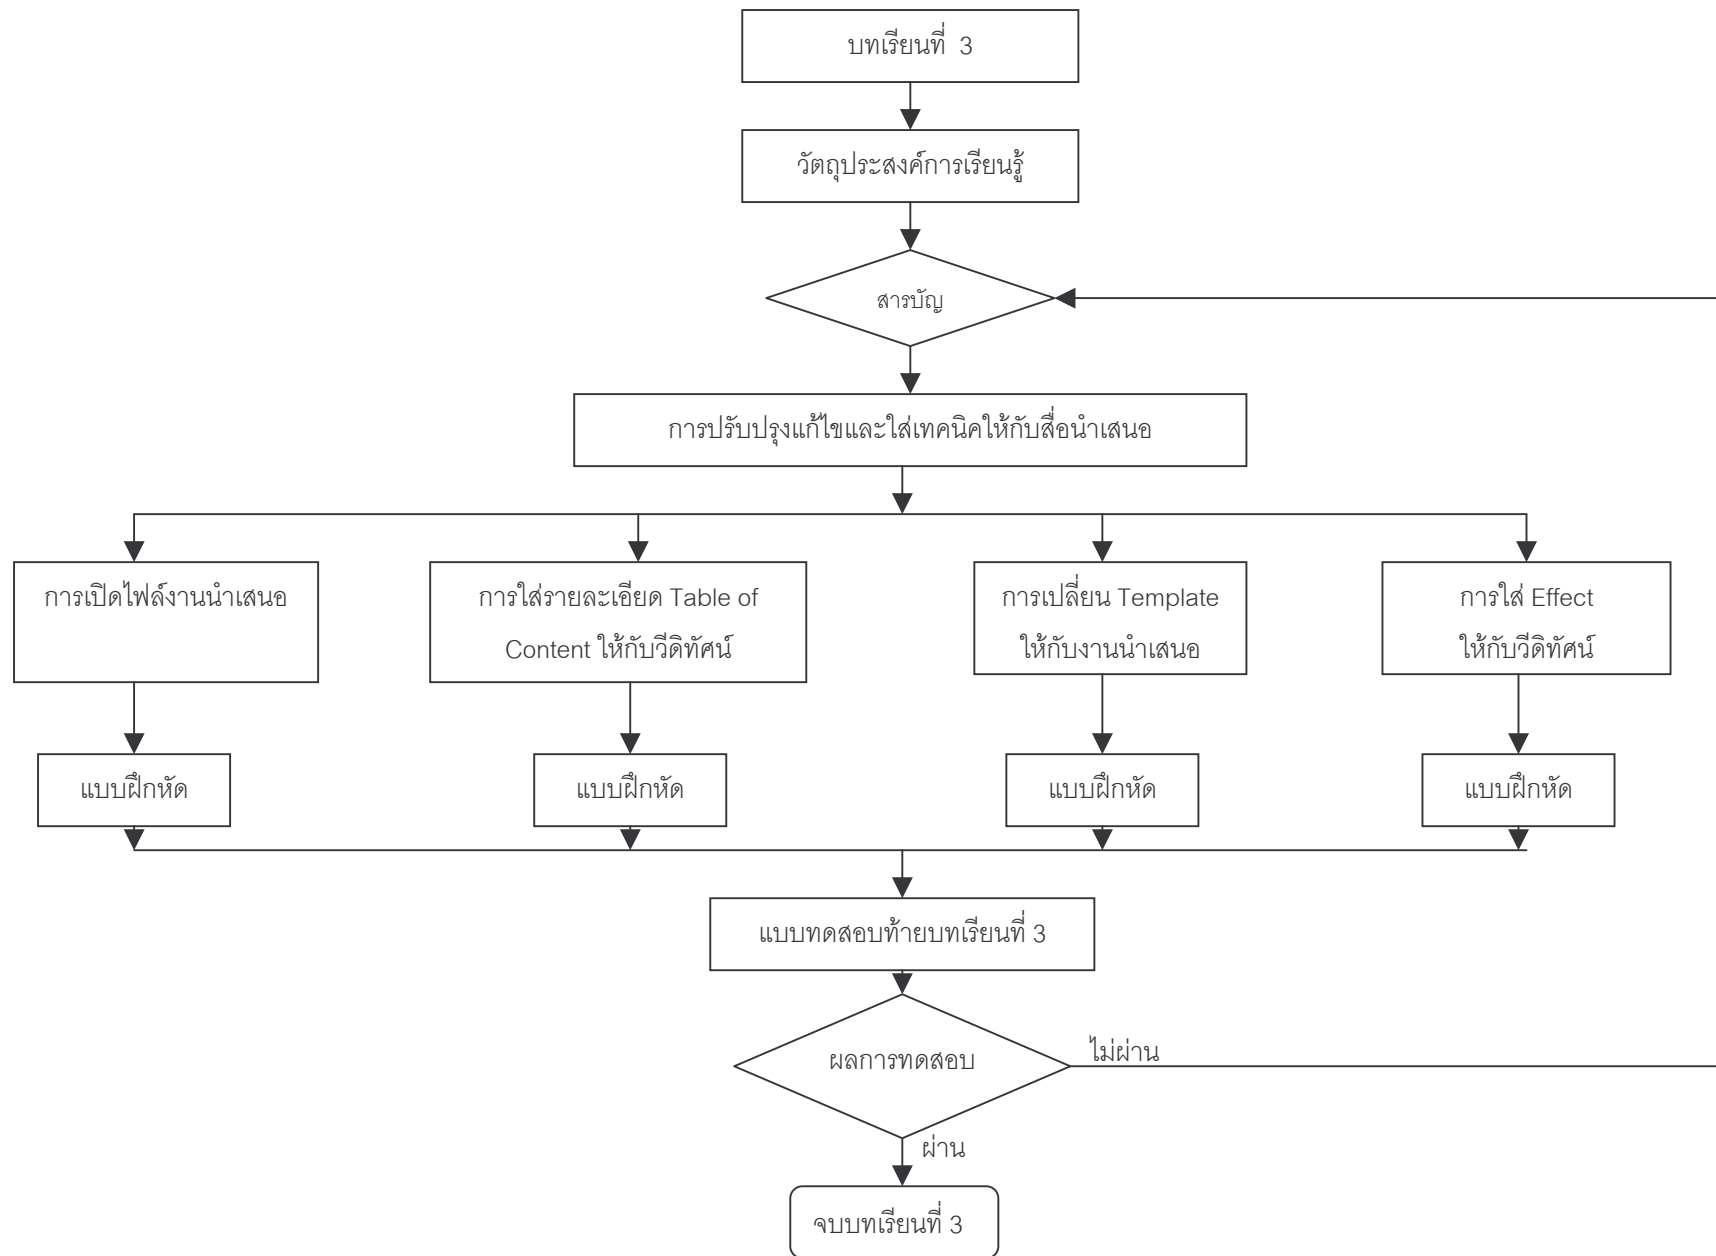 บทเรียนที่ 3
วัตถุประสงค์การเรียนรู้
สารบัญ
การปรับปรุงแก้ไขและใส่เทคนิคให้กับสื่อนำเสนอ
การเปิดไฟล์งานนำเสนอ
การใส่รายละเอียด Table of
Content ให้กับวีดิทัศน์
การเปลี่ยน Template
ให้กับงานนำเสนอ
การใส่ Effect
ให้กับวีดิทัศน์
แบบฝึกหัด
แบบฝึกหัด
แบบฝึกหัด
แบบฝึกหัด
แบบทดสอบท้ายบทเรียนที่ 3
ผลการทดสอบ
ไม่ผ่าน
ผ่าน
จบบทเรียนที่ 3